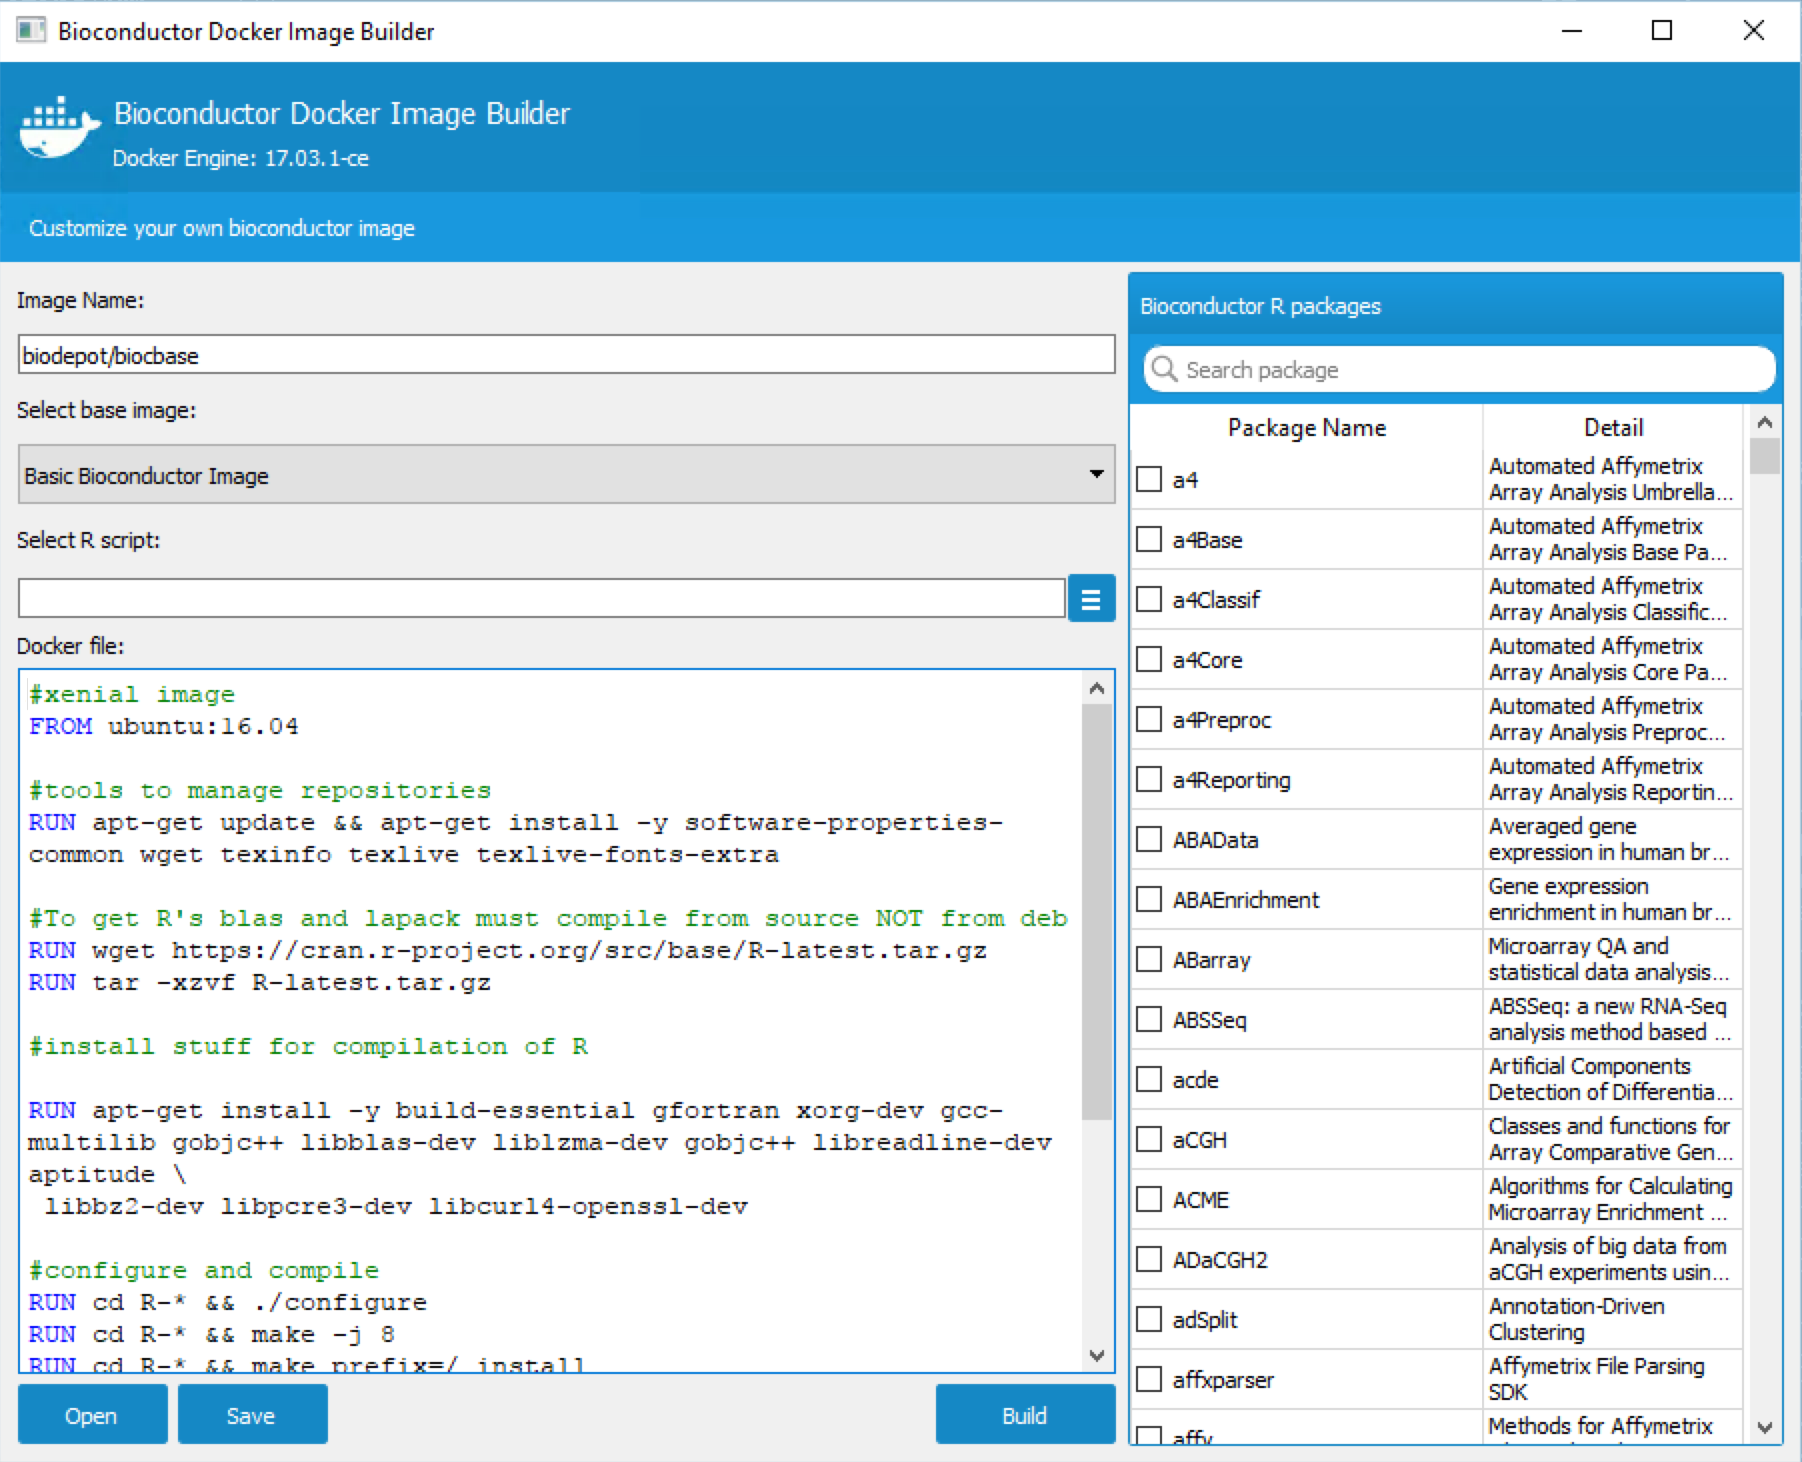 Bioconductor Docker Image Builder
Bioconductor Docker Image Builder
Docker Engine: 17.03.1-ce
Customize your own bioconductor image
Image Name:
biodepot/biocbase
Select base image:
Basic Bioconductor Image
Select R script:
Docker file:
#xenial image
FROM ubuntu:16.04
#tools to manage repositories
RUN apt-get update && apt-get install -y software-properties-
common wget texinfo texlive texlive-fonts-extra
#To get R's blas and lapack must compile from source NOT from deb
RUN wget https://cran.r-project.org/src/base/R-latest.tar.gz
RUN tar -xzvf R-latest.tar.gz
#install stuff for compilation of R
RUN apt-get install -y build-essential gfortran xorg-dev gcc-
multilib gobjc++ libblas-dev liblzma-dev gobjc++ libreadline-dev
aptitude \
libbz2-dev libpcre3-dev libcurl4-openssl-dev
#configure and compile
RUN cd R-* && ./configure
RUN cd R-* && make -j 8
RUN cd R-* && make prefix=/ install
Open
Save
Build
Bioconductor R packages
Search package
Package Name
Detail
a4
Automated Affymetrix
Array Analysis Umbrella...
a4Base
Automated Affymetrix
Array Analysis Base Pa...
a4Classif
Automated Affymetrix
Array Analysis Classific...
a4Core
Automated Affymetrix
Array Analysis Core Pa...
a4Preproc
Automated Affymetrix
Array Analysis Preproc...
a4Reporting
Automated Affymetrix
Array Analysis Reportin...
ABAData
Averaged gene
expression in human br...
ABAEnrichment
Gene expression
enrichment in human br...
ABarray
Microarray QA and
statistical data analysis...
ABSSeq
ABSSeq: a new RNA-Seq
analysis method based ...
acde
Artificial Components
Detection of Differentia...
aCGH
Classes and functions for
Array Comparative Gen...
ACME
Algorithms for Calculating
Microarray Enrichment ...
ADaCGH2
Analysis of big data from
aCGH experiments usin...
adSplit
Annotation-Driven
Clustering
affxparser
Affymetrix File Parsing
SDK
affy
Methods for Affymetrix